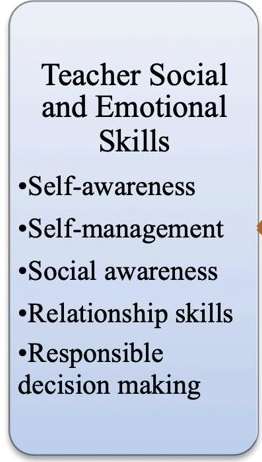 Teacher Social
and Emotional
Skills
•Self-awareness
•Self-management
•Social awareness
•Relationship skills
•Responsible
decision making